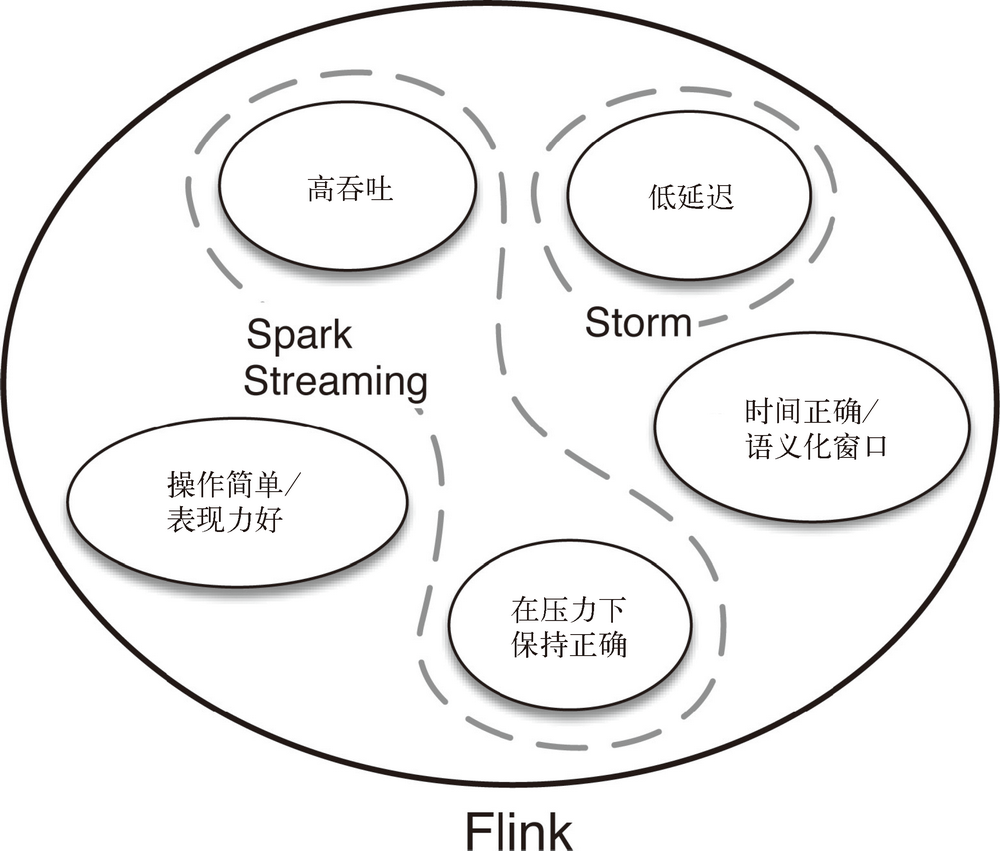 高吞吐
低延迟
Spark
Streaming
Storm
时间正确/
语义化窗口
操作简单/
表现力好
在压力下
保持正确
Flink